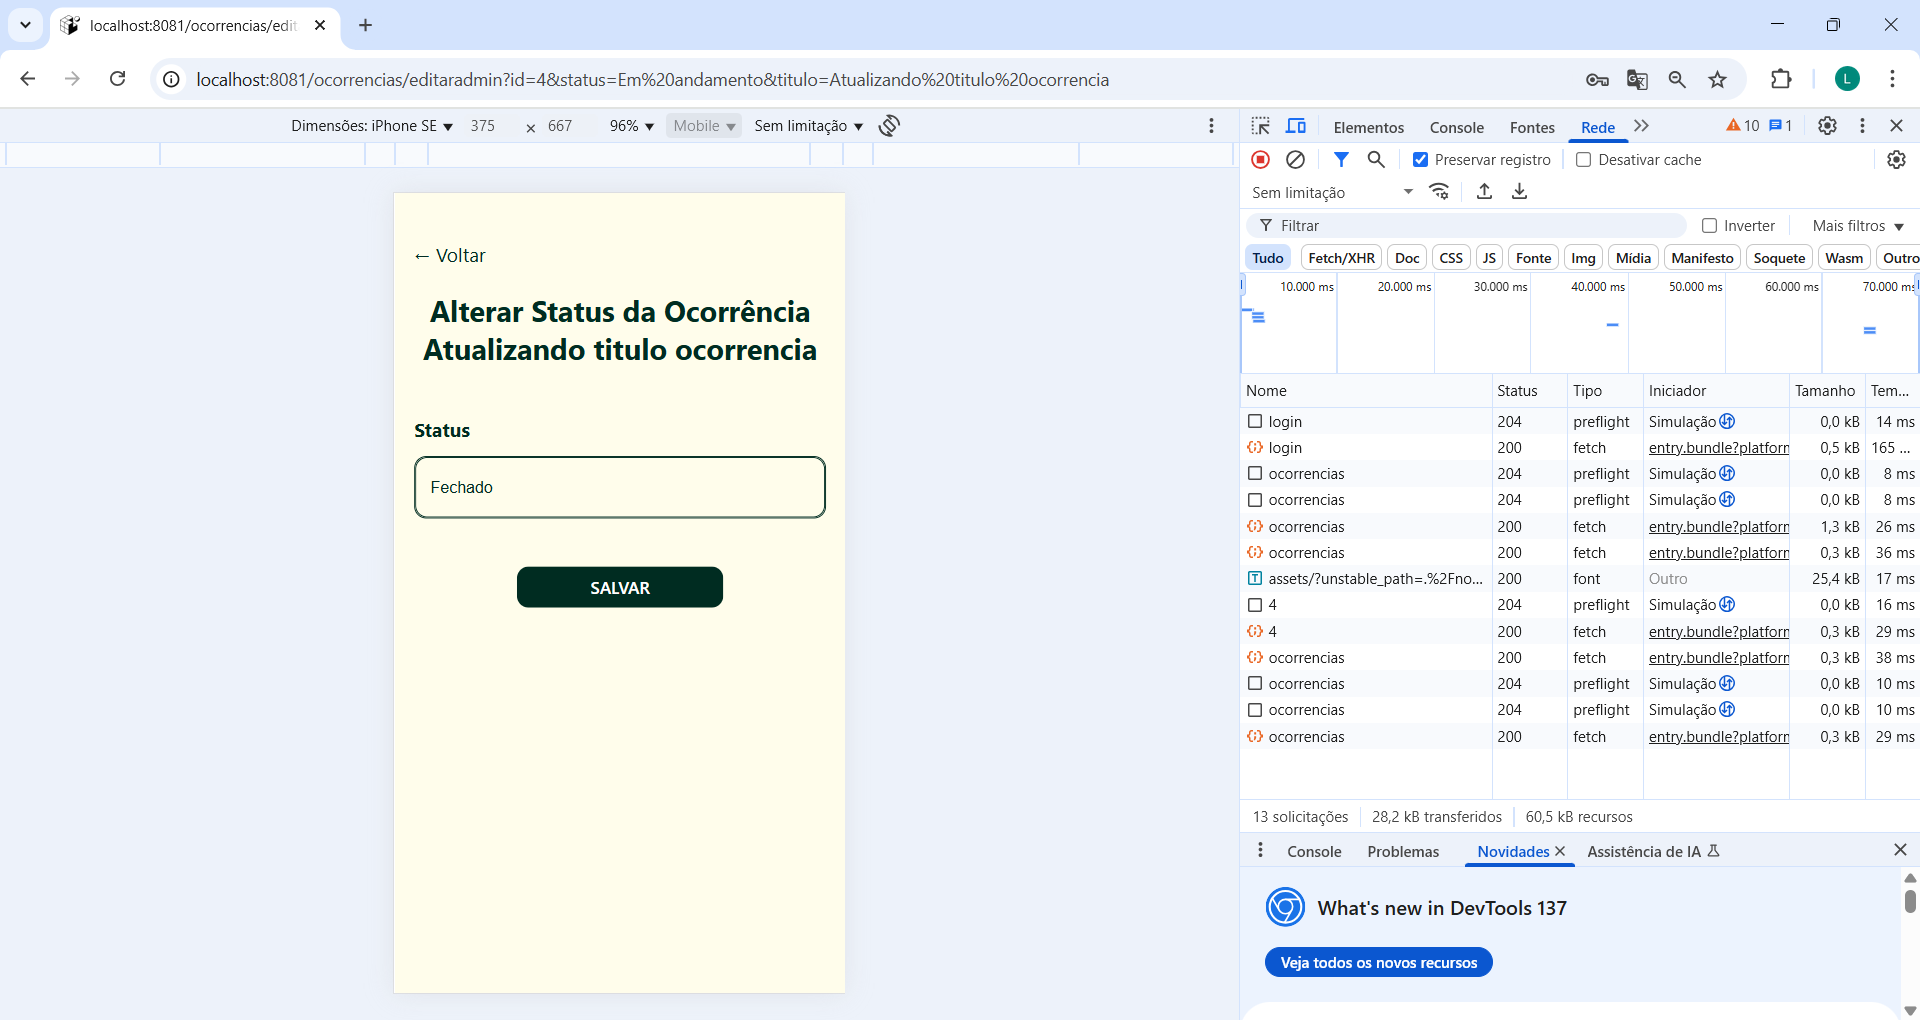 localhost:8081/ocorrencias/edit
localhost:8081/ocorrencias/editaradmin?id=4&status=Em%20andamento&titulo=Atualizando%20titulo%20ocorrencia
L
Dimensões: iPhone SE 375 × 667 96% Mobile Sem limitação
← Voltar
Alterar Status da Ocorrência
Atualizando titulo ocorrencia
Status
Fechado
SALVAR
Elementos Console Fontes Rede 10 1
Preservar registro Desativar cache
Sem limitação
Filtrar Inverter Mais filtros
Tudo Fetch/XHR Doc CSS JS Fonte Img Mídia Manifesto Soquete Wasm Outro
10.000 ms 20.000 ms 30.000 ms 40.000 ms 50.000 ms 60.000 ms 70.000 ms
Nome Status Tipo Iniciador Tamanho Tem...
login 204 preflight Simulação 0,0 kB 14 ms
login 200 fetch entry.bundle?platforn 0,5 kB 165 ...
ocorrencias 204 preflight Simulação 0,0 kB 8 ms
ocorrencias 204 preflight Simulação 0,0 kB 8 ms
ocorrencias 200 fetch entry.bundle?platforn 1,3 kB 26 ms
ocorrencias 200 fetch entry.bundle?platforn 0,3 kB 36 ms
assets/?unstable_path=.%2Fno... 200 font Outro 25,4 kB 17 ms
4 204 preflight Simulação 0,0 kB 16 ms
4 200 fetch entry.bundle?platforn 0,3 kB 29 ms
ocorrencias 200 fetch entry.bundle?platforn 0,3 kB 38 ms
ocorrencias 204 preflight Simulação 0,0 kB 10 ms
ocorrencias 204 preflight Simulação 0,0 kB 10 ms
ocorrencias 200 fetch entry.bundle?platforn 0,3 kB 29 ms
13 solicitações 28,2 kB transferidos 60,5 kB recursos
Console Problemas Novidades Assistência de IA
What's new in DevTools 137
Veja todos os novos recursos